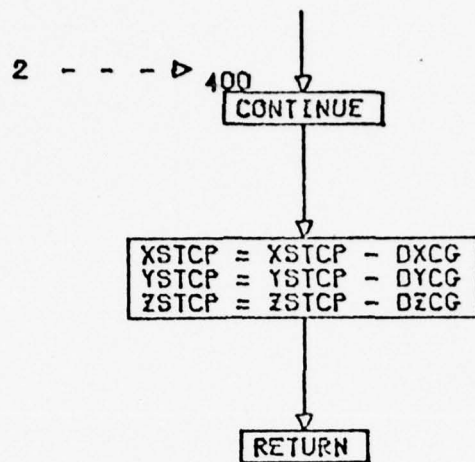 2 - - - -
400
CONTINUE
XSTCP = XSTCP - DXCG
YSTCP = YSTCP - DYCG
ZSTCP = ZSTCP - DZCG
RETURN